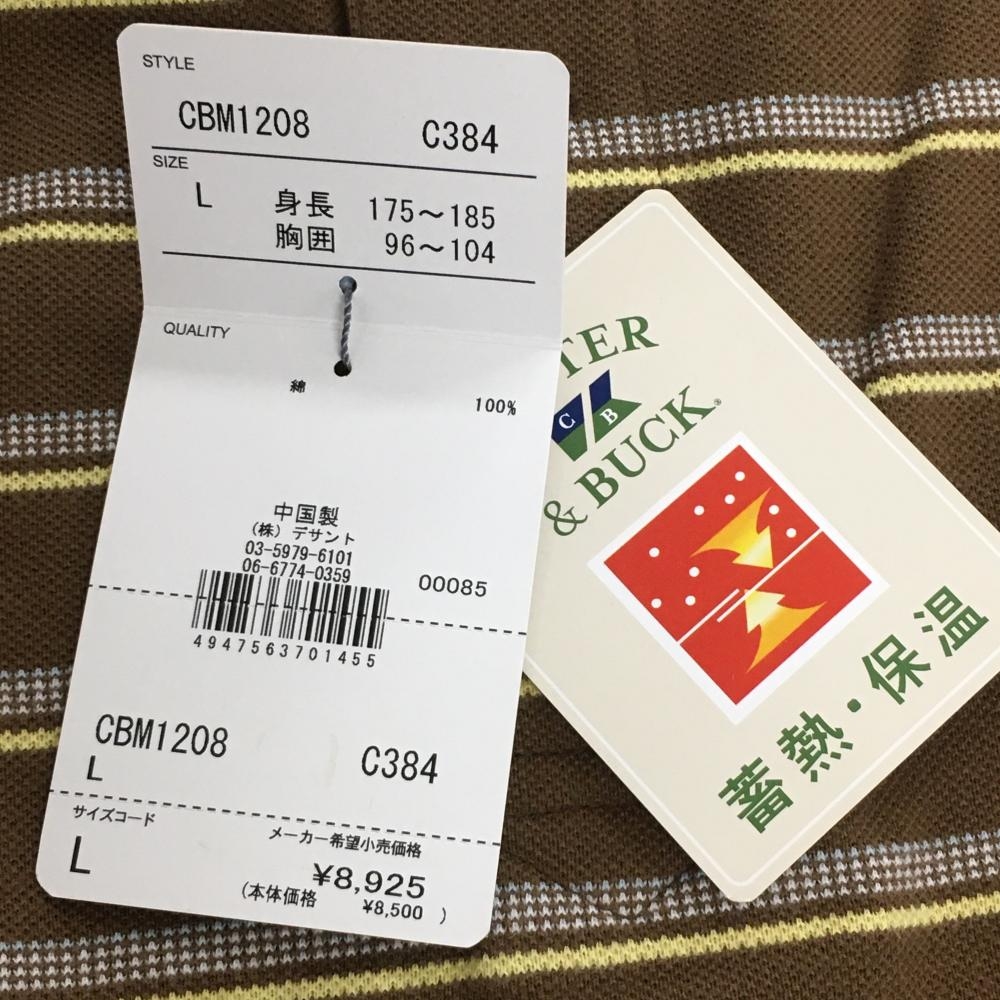 STYLE
CBM1208 C384
SIZE
L 身長 175～185
胸囲 96～104
QUALITY
綿 100%
中国製
(株) デサント
03-5979-6101
06-6774-0359
00085
4947563701455
CBM1208 C384
L
サイズコード
L
メーカー希望小売価格
¥8,925
(本体価格 ¥8,500 )
TER
C B
& BUCK®
蓄熱・保温